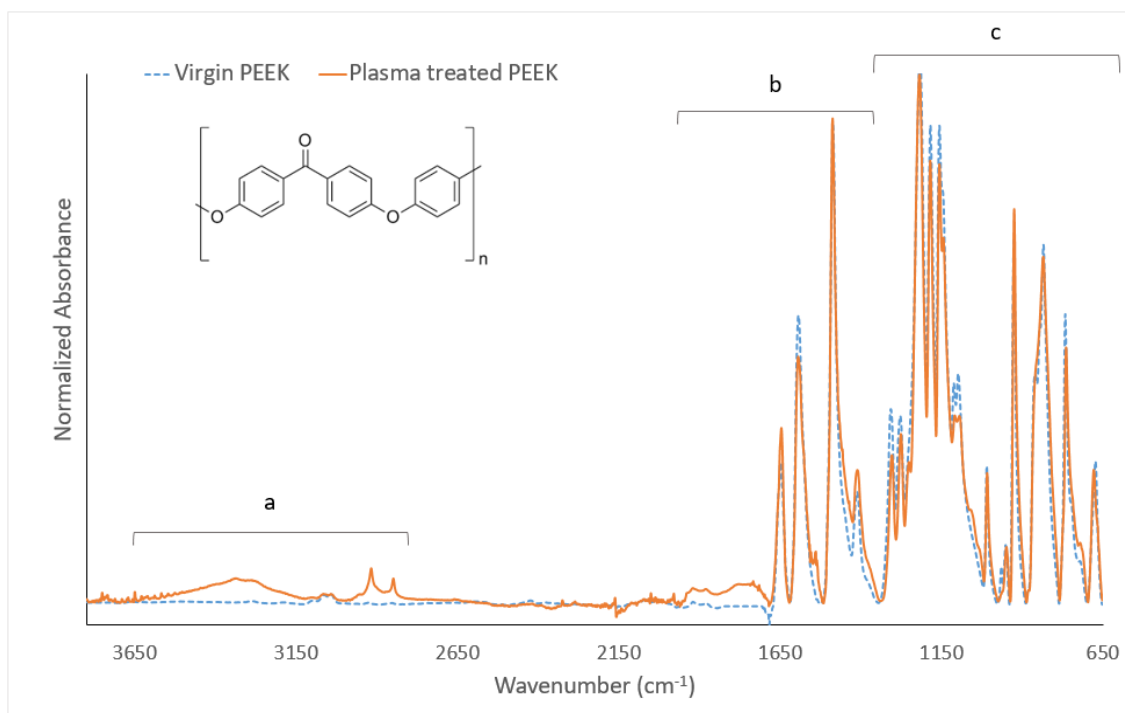 c
Virgin PEEK Plasma treated PEEK
b
O
O
O
n
Normalized Absorbance
a
3650 3150 2650 2150 1650 1150 650
Wavenumber (cm⁻¹)